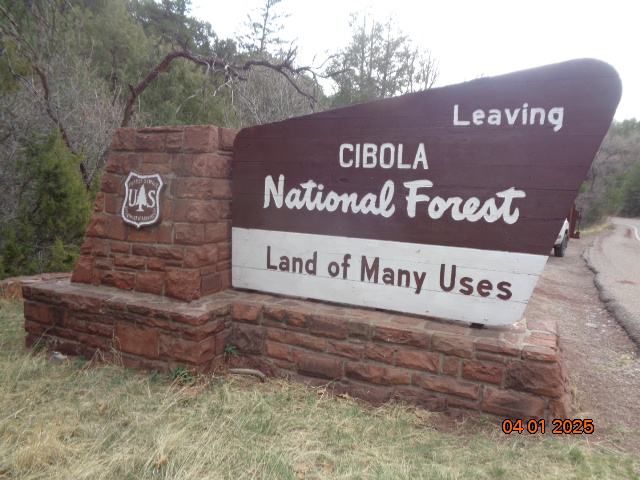 Leaving
CIBOLA
National Forest
Land of Many Uses
U S
04 01 2025